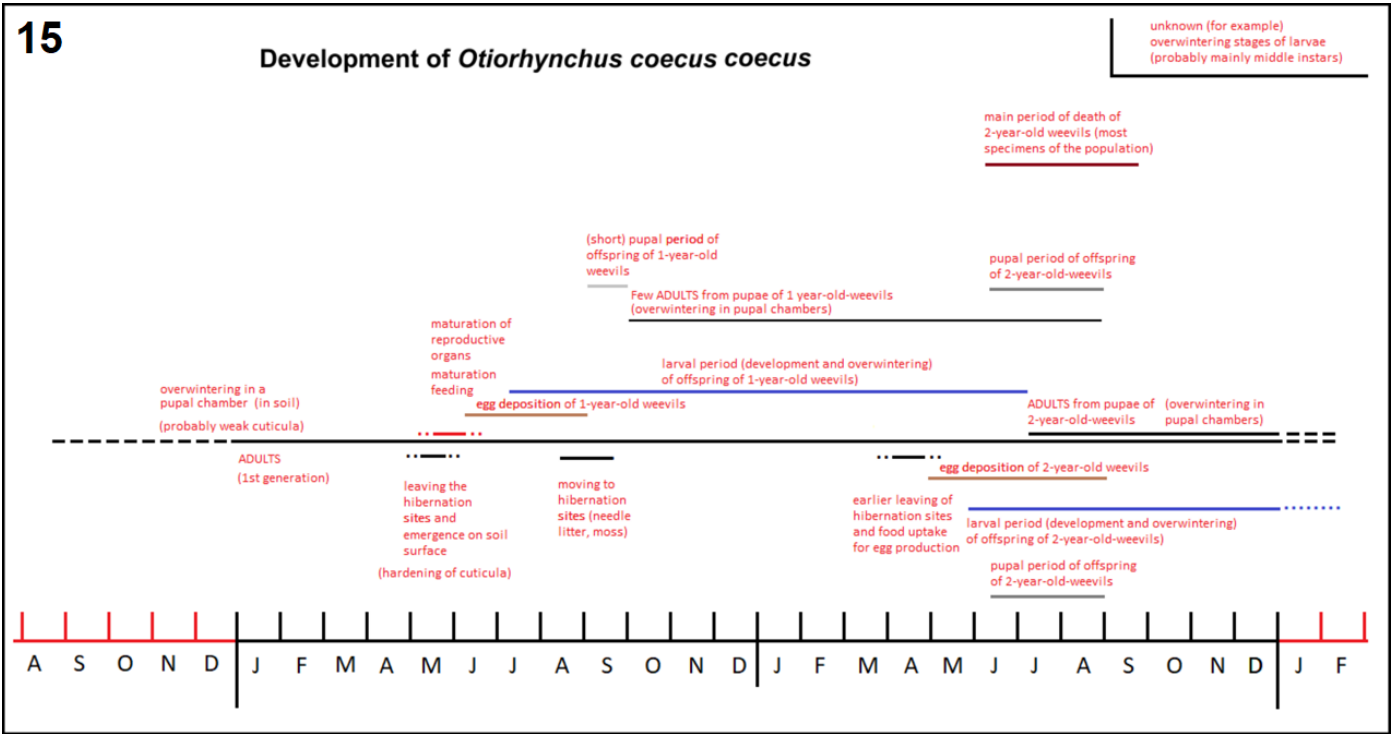 15
Development of Otiorhynchus coecus coecus
unknown (for example)
overwintering stages of larvae
(probably mainly middle instars)
main period of death of
2-year-old weevils (most
specimens of the population)
(short) pupal period of
offspring of 1-year-old
weevils
pupal period of offspring
of 2-year-old-weevils
Few ADULTS from pupae of 1 year-old-weevils
(overwintering in pupal chambers)
maturation of
reproductive
organs
maturation
feeding
larval period (development and overwintering)
of offspring of 1-year-old weevils)
overwintering in a
pupal chamber (in soil)
(probably weak cuticula)
egg deposition of 1-year-old weevils
ADULTS from pupae of
2-year-old-weevils
(overwintering in
pupal chambers)
ADULTS
(1st generation)
leaving the
hibernation
sites and
emergence on soil
surface
(hardening of cuticula)
moving to
hibernation
sites (needle
litter, moss)
earlier leaving of
hibernation sites
and food uptake
for egg production
egg deposition of 2-year-old weevils
larval period (development and overwintering)
of offspring of 2-year-old-weevils)
pupal period of offspring
of 2-year-old-weevils
A S O N D J F M A M J J A S O N D J F M A M J J A S O N D J F